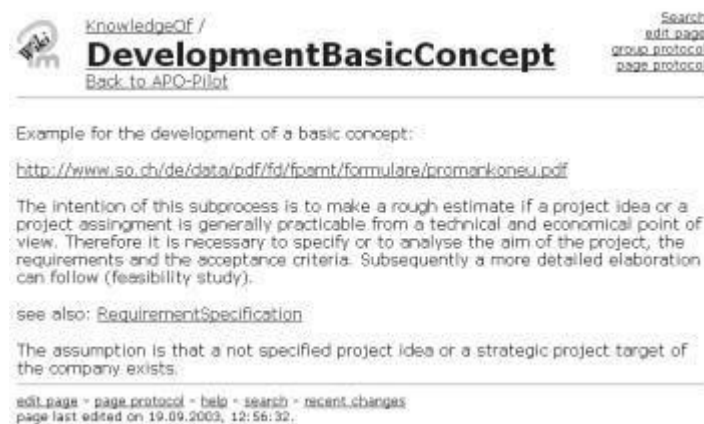 Wiki
KnowledgeOf /
DevelopmentBasicConcept
Back to APO-Pilot
Search
edit page
group protocol
page protocol
Example for the development of a basic concept:
http://www.so.ch/de/data/pdf/fd/fpamt/formulare/promankoneu.pdf
The intention of this subprocess is to make a rough estimate if a project idea or a
project assingment is generally practicable from a technical and economical point of
view. Therefore it is necessary to specify or to analyse the aim of the project, the
requirements and the acceptance criteria. Subsequently a more detailed elaboration
can follow (feasibility study).
see also: RequirementSpecification
The assumption is that a not specified project idea or a strategic project target of
the company exists.
edit page - page protocol - help - search - recent changes
page last edited on 19.09.2003, 12:56:32.